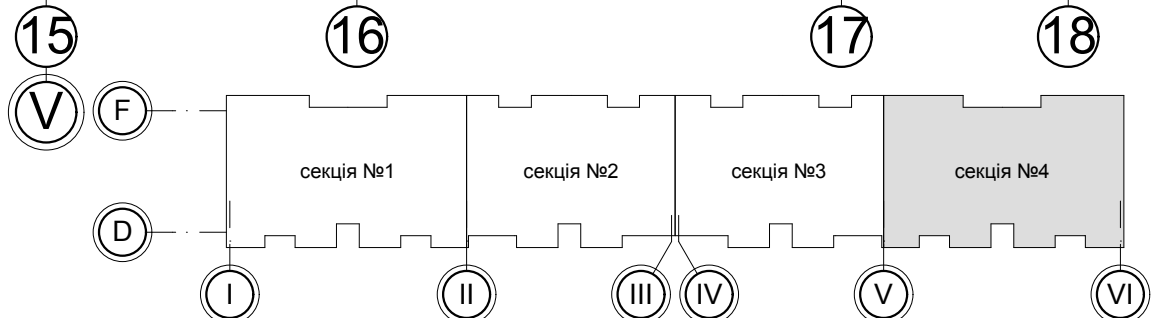 15 16 17 18
V F
секція №1 секція №2 секція №3 секція №4
D
I II III IV V VI